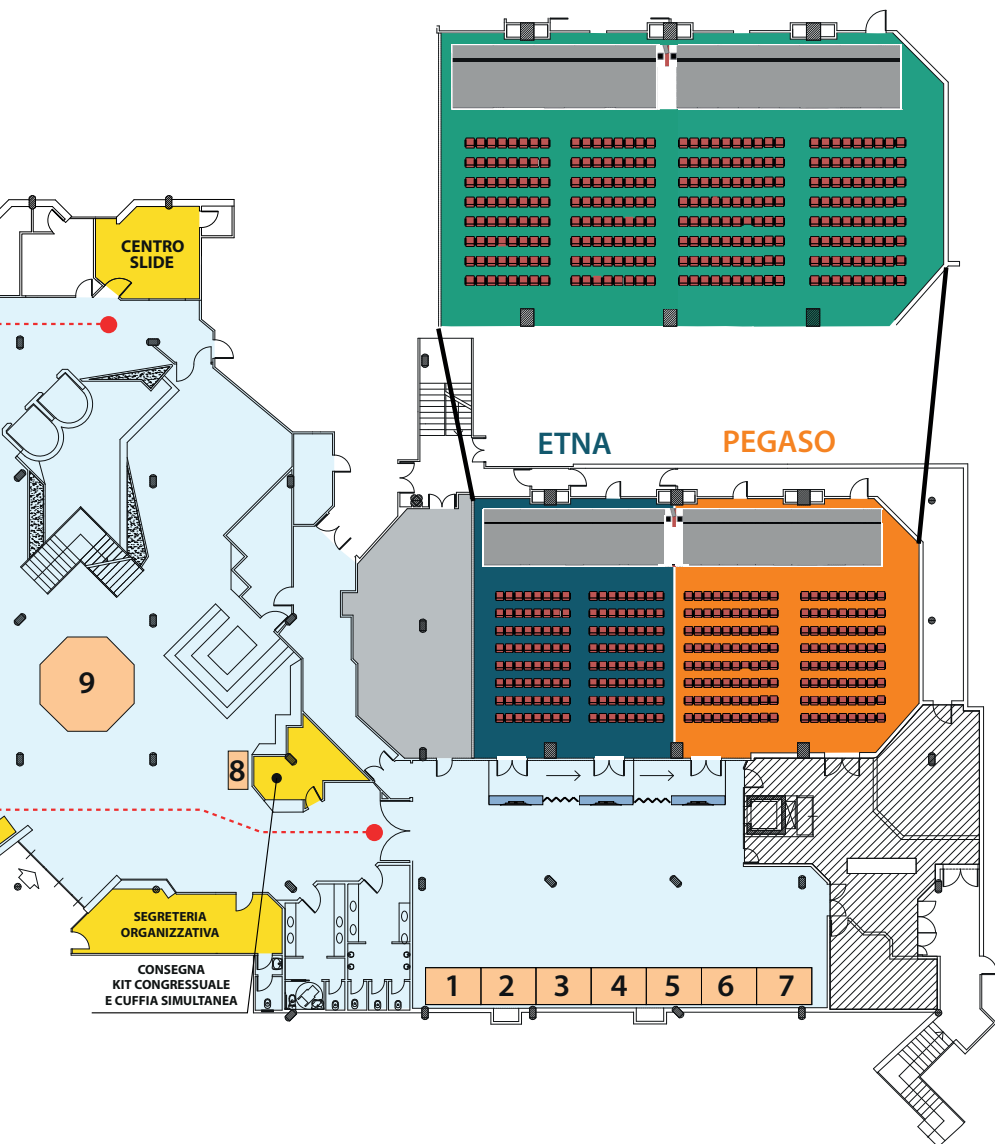 CENTRO
SLIDE
ETNA
PEGASO
9
8
SEGRETERIA
ORGANIZZATIVA
CONSEGNA
KIT CONGRESSUALE
E CUFFIA SIMULTANEA
1 2 3 4 5 6 7